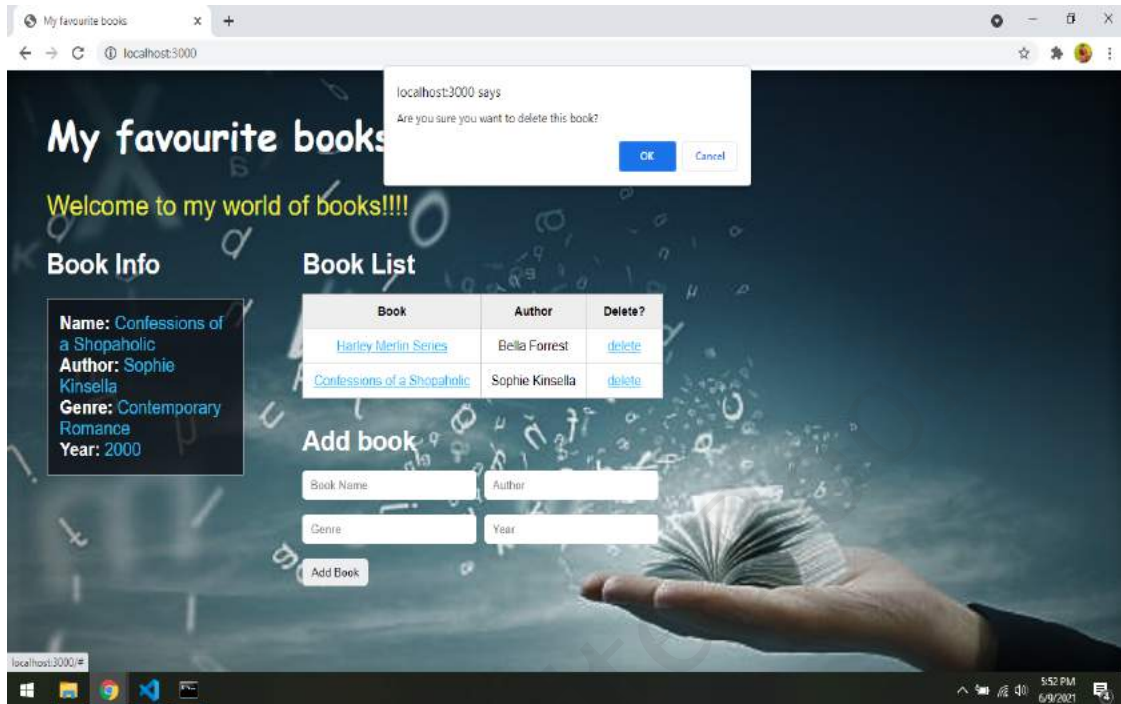 My favourite books
localhost:3000
localhost:3000 says
Are you sure you want to delete this book?
OK
Cancel
My favourite books
Welcome to my world of books!!!!
Book Info
Name: Confessions of
a Shopaholic
Author: Sophie
Kinsella
Genre: Contemporary
Romance
Year: 2000
Book List
Book Author Delete?
Harley Merlin Series Bella Forrest delete
Confessions of a Shopaholic Sophie Kinsella delete
Add book
Book Name Author
Genre Year
Add Book
localhost:3000/#
5:52 PM
6/9/2021
4